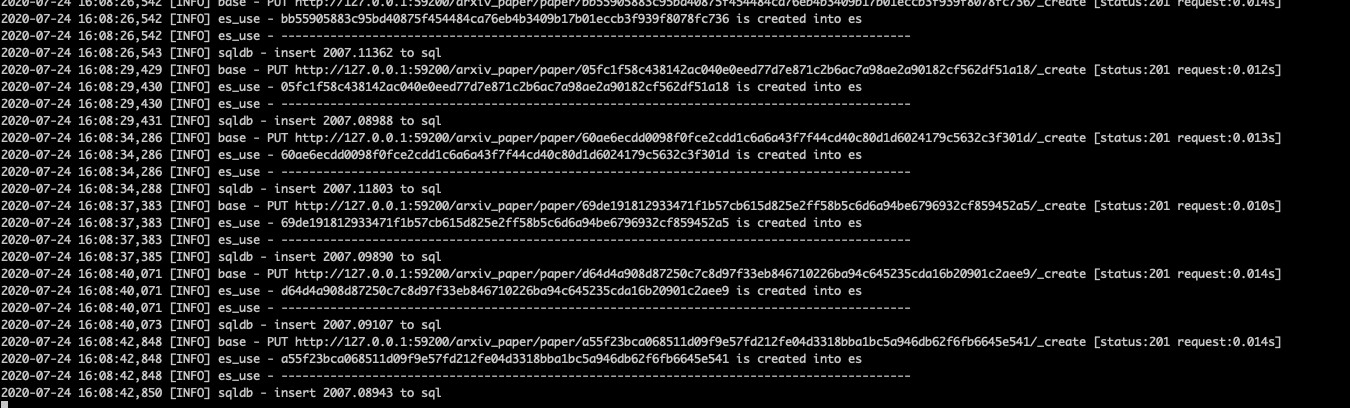 2020-07-24 16:08:26,542 [INFO] base - PUT http://127.0.0.1:59200/arxiv_paper/paper/bb55905883c95bd40875f454484ca76eb4b3409b17b01eccb3f939f8078fc736/_create [status:201 request:0.014s]
2020-07-24 16:08:26,542 [INFO] es_use - bb55905883c95bd40875f454484ca76eb4b3409b17b01eccb3f939f8078fc736 is created into es
2020-07-24 16:08:26,542 [INFO] es_use - ------------------------------------------------------------------------------------------
2020-07-24 16:08:26,543 [INFO] sqldb - insert 2007.11362 to sql
2020-07-24 16:08:29,429 [INFO] base - PUT http://127.0.0.1:59200/arxiv_paper/paper/05fc1f58c438142ac040e0eed77d7e871c2b6ac7a98ae2a90182cf562df51a18/_create [status:201 request:0.012s]
2020-07-24 16:08:29,430 [INFO] es_use - 05fc1f58c438142ac040e0eed77d7e871c2b6ac7a98ae2a90182cf562df51a18 is created into es
2020-07-24 16:08:29,430 [INFO] es_use - ------------------------------------------------------------------------------------------
2020-07-24 16:08:29,431 [INFO] sqldb - insert 2007.08988 to sql
2020-07-24 16:08:34,286 [INFO] base - PUT http://127.0.0.1:59200/arxiv_paper/paper/60ae6ecdd0098f0fce2cdd1c6a6a43f7f44cd40c80d1d6024179c5632c3f301d/_create [status:201 request:0.013s]
2020-07-24 16:08:34,286 [INFO] es_use - 60ae6ecdd0098f0fce2cdd1c6a6a43f7f44cd40c80d1d6024179c5632c3f301d is created into es
2020-07-24 16:08:34,286 [INFO] es_use - ------------------------------------------------------------------------------------------
2020-07-24 16:08:34,288 [INFO] sqldb - insert 2007.11803 to sql
2020-07-24 16:08:37,383 [INFO] base - PUT http://127.0.0.1:59200/arxiv_paper/paper/69de191812933471f1b57cb615d825e2ff58b5c6d6a94be6796932cf859452a5/_create [status:201 request:0.010s]
2020-07-24 16:08:37,383 [INFO] es_use - 69de191812933471f1b57cb615d825e2ff58b5c6d6a94be6796932cf859452a5 is created into es
2020-07-24 16:08:37,383 [INFO] es_use - ------------------------------------------------------------------------------------------
2020-07-24 16:08:37,385 [INFO] sqldb - insert 2007.09890 to sql
2020-07-24 16:08:40,071 [INFO] base - PUT http://127.0.0.1:59200/arxiv_paper/paper/d64d4a908d87250c7c8d97f33eb846710226ba94c645235cda16b20901c2aee9/_create [status:201 request:0.014s]
2020-07-24 16:08:40,071 [INFO] es_use - d64d4a908d87250c7c8d97f33eb846710226ba94c645235cda16b20901c2aee9 is created into es
2020-07-24 16:08:40,071 [INFO] es_use - ------------------------------------------------------------------------------------------
2020-07-24 16:08:40,073 [INFO] sqldb - insert 2007.09107 to sql
2020-07-24 16:08:42,848 [INFO] base - PUT http://127.0.0.1:59200/arxiv_paper/paper/a55f23bca068511d09f9e57fd212fe04d3318bba1bc5a946db62f6fb6645e541/_create [status:201 request:0.014s]
2020-07-24 16:08:42,848 [INFO] es_use - a55f23bca068511d09f9e57fd212fe04d3318bba1bc5a946db62f6fb6645e541 is created into es
2020-07-24 16:08:42,848 [INFO] es_use - ------------------------------------------------------------------------------------------
2020-07-24 16:08:42,850 [INFO] sqldb - insert 2007.08943 to sql